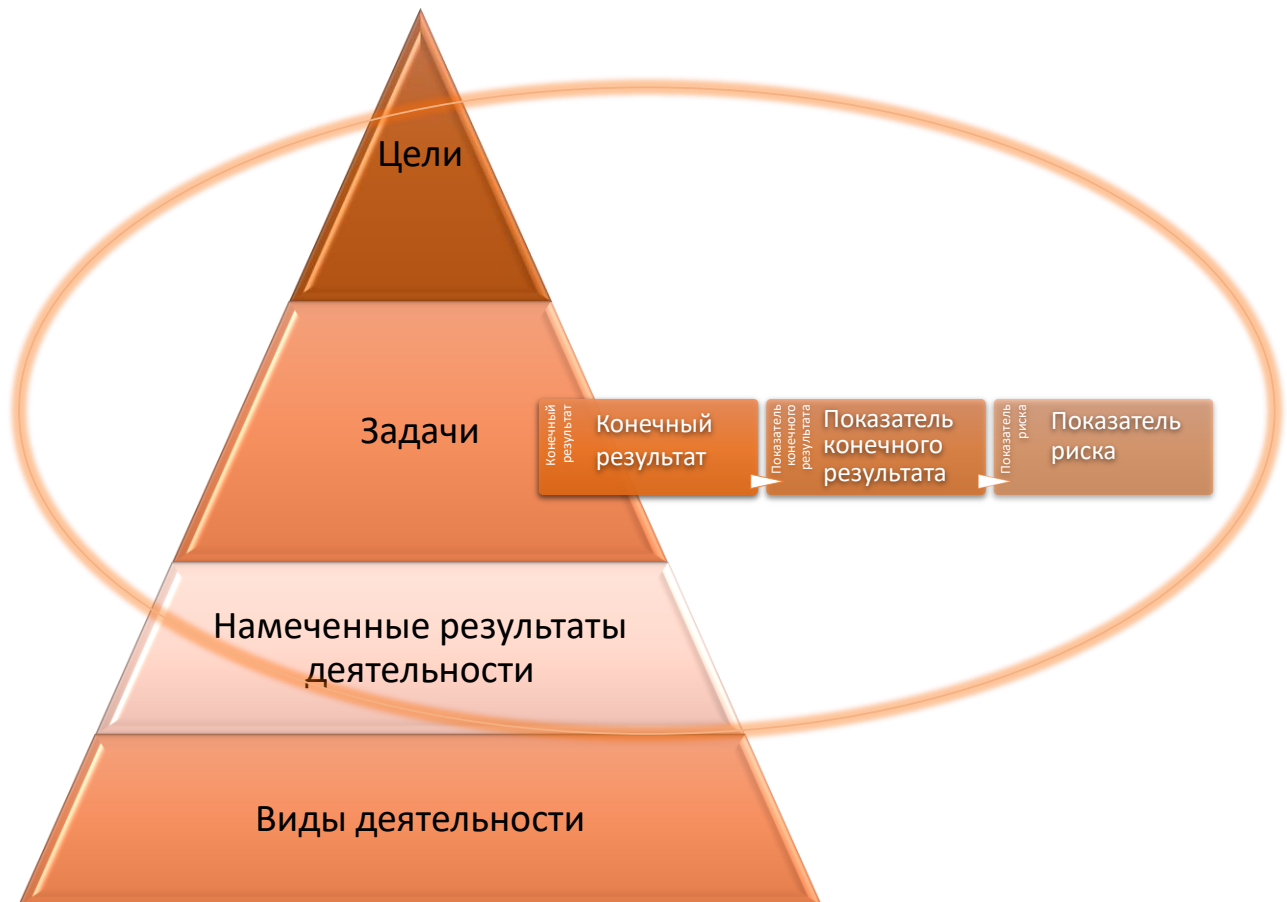 Цели
Задачи
Конечный
результат
Конечный
результат
Показатель
конечного
результата
Показатель
конечного
результата
Показатель
риска
Показатель
риска
Намеченные результаты
деятельности
Виды деятельности